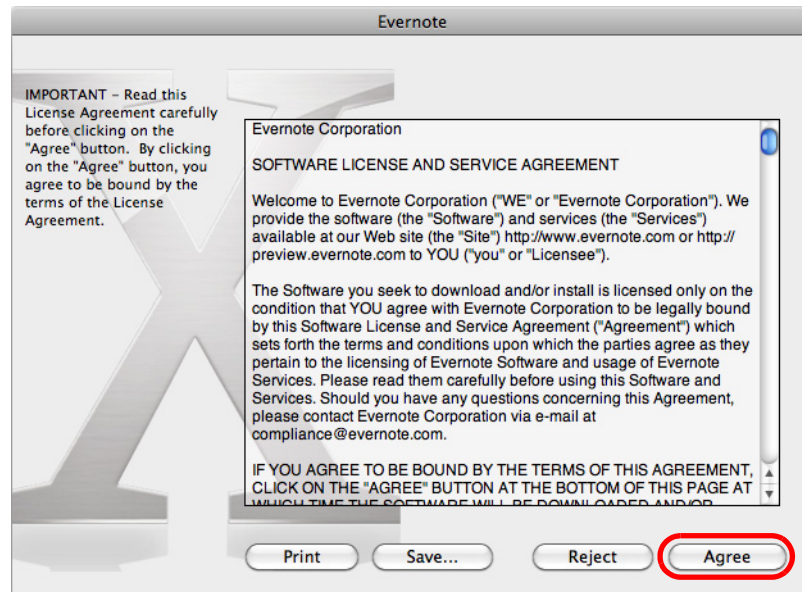 Evernote
IMPORTANT – Read this
License Agreement carefully
before clicking on the
"Agree" button.  By clicking
on the "Agree" button, you
agree to be bound by the
terms of the License
Agreement.
Evernote Corporation
SOFTWARE LICENSE AND SERVICE AGREEMENT
Welcome to Evernote Corporation ("WE" or "Evernote Corporation"). We
provide the software (the "Software") and services (the "Services")
available at our Web site (the "Site") http://www.evernote.com or http://
preview.evernote.com to YOU ("you" or "Licensee").
The Software you seek to download and/or install is licensed only on the
condition that YOU agree with Evernote Corporation to be legally bound
by this Software License and Service Agreement ("Agreement") which
sets forth the terms and conditions upon which the parties agree as they
pertain to the licensing of Evernote Software and usage of Evernote
Services. Please read them carefully before using this Software and
Services. Should you have any questions concerning this Agreement,
please contact Evernote Corporation via e-mail at
compliance@evernote.com.
IF YOU AGREE TO BE BOUND BY THE TERMS OF THIS AGREEMENT,
CLICK ON THE "AGREE" BUTTON AT THE BOTTOM OF THIS PAGE AT
WHICH TIME THE SOFTWARE WILL BE DOWNLOADED AND/OR
Print
Save...
Reject
Agree